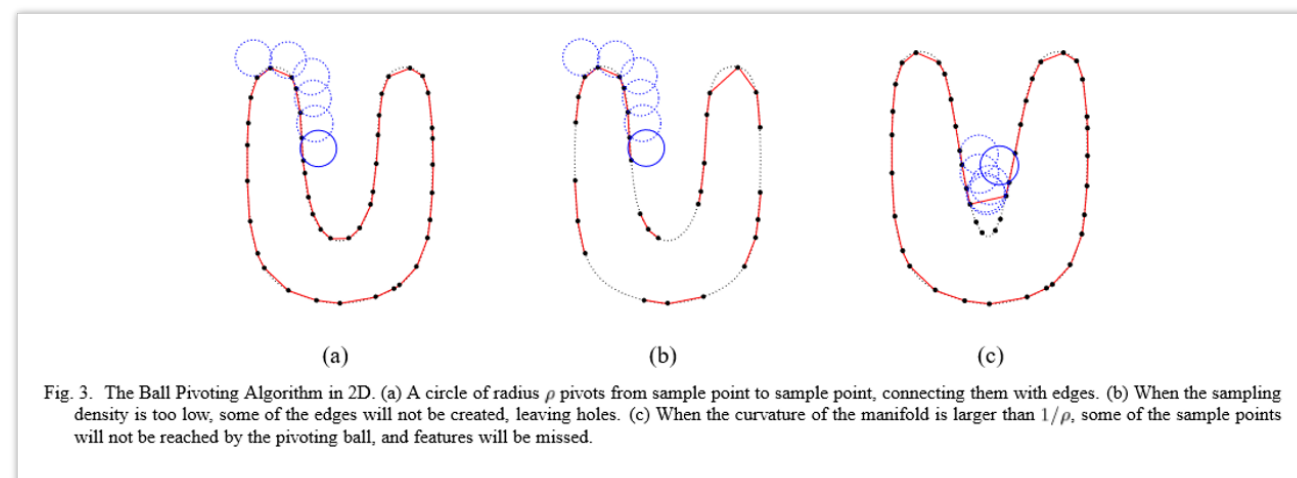 (a) (b) (c)
Fig. 3. The Ball Pivoting Algorithm in 2D. (a) A circle of radius ρ pivots from sample point to sample point, connecting them with edges. (b) When the sampling
density is too low, some of the edges will not be created, leaving holes. (c) When the curvature of the manifold is larger than 1/ρ, some of the sample points
will not be reached by the pivoting ball, and features will be missed.